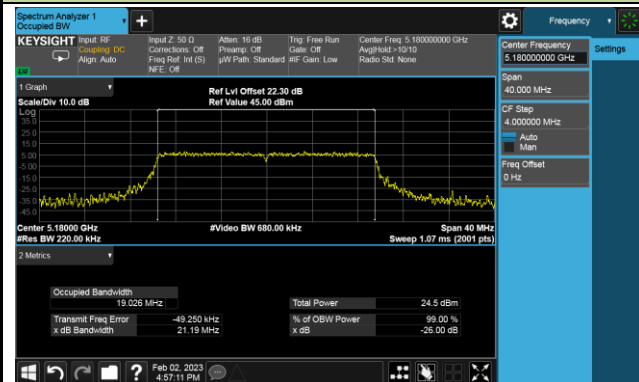 Spectrum Analyzer 1
Occupied BW
Frequency
KEYSIGHT
Input: RF
Coupling: DC
Align: Auto
Input Z: 50 Ω
Corrections: Off
Freq Ref: Int (S)
NFE: Off
Atten: 16 dB
Preamp: Off
µW Path: Standard
Trig: Free Run
Gate: Off
#IF Gain: Low
Center Freq: 5.180000000 GHz
Avg|Hold:>10/10
Radio Std: None
LXI
Center Frequency
5.180000000 GHz
Settings
Span
40.000 MHz
CF Step
4.000000 MHz
Auto
Man
Freq Offset
0 Hz
1 Graph
Scale/Div 10.0 dB
Ref Lvl Offset 22.30 dB
Ref Value 45.00 dBm
Log
35.0
25.0
15.0
5.00
-5.00
-15.0
-25.0
-35.0
-45.0
Center 5.18000 GHz
#Res BW 220.00 kHz
#Video BW 680.00 kHz
Span 40 MHz
Sweep 1.07 ms (2001 pts)
2 Metrics
Occupied Bandwidth
19.026 MHz
Total Power 24.5 dBm
Transmit Freq Error -49.250 kHz
% of OBW Power 99.00 %
x dB Bandwidth 21.19 MHz
x dB -26.00 dB
Feb 02, 2023
4:57:11 PM